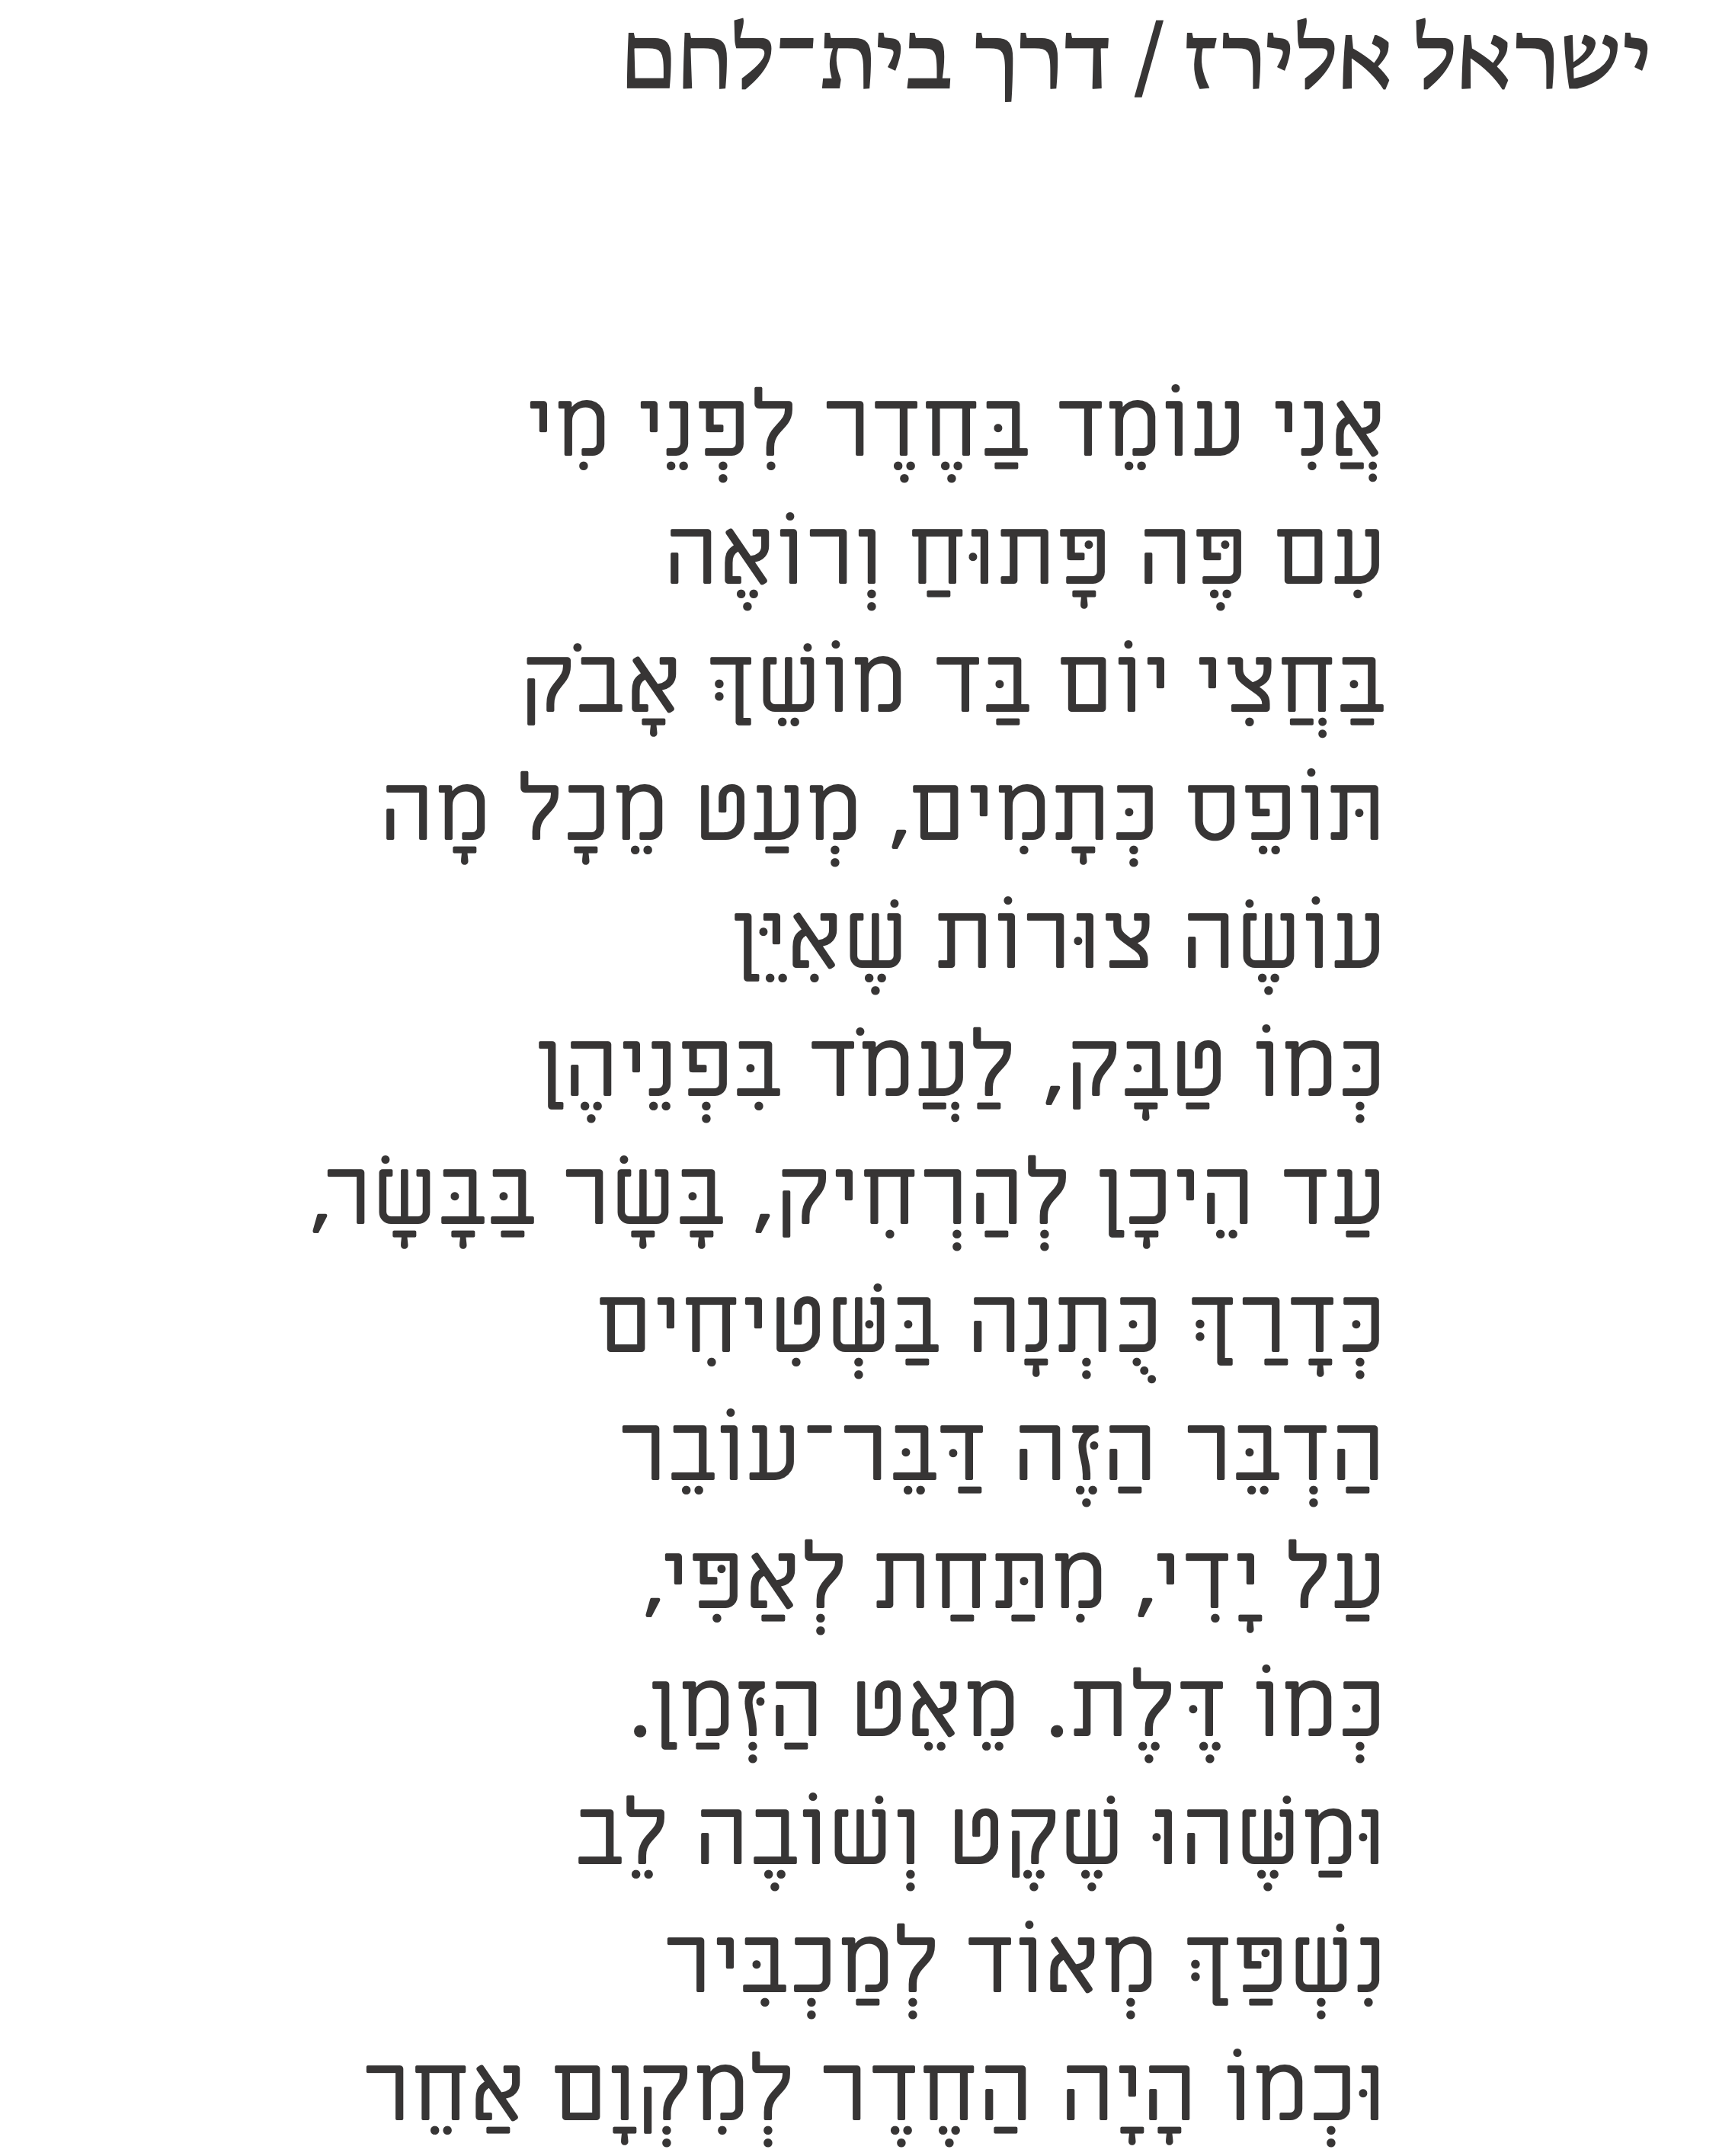 ישראל אלירז / דרך בית־לחם
אֲנִי עוֹמֵד בַּחֶדֶר לִפְנֵי מִי
עִם פֶּה פָּתוּחַ וְרוֹאֶה
בַּחֲצִי יוֹם בַּד מוֹשֵׁךְ אָבֹק
תּוֹפֵס כְּתָמִים, מְעַט מֵכָל מָה
עוֹשֶׂה צוּרוֹת שֶׁאִיֵּן
כְּמוֹ טַבָּק, לַעֲמֹד בִּפְנֵיהֶן
עַד הֵיכָן לְהַרְחִיק, בָּשָׂר בַּבָּשָׂר,
כְּדָרַךְ כֻּתְנָה בַּשְּׁטִיחִים
הַדְבֵּר הַזֶּה דַּבֵּר־עוֹבֵר
עַל יָדִי, מִתַּחַת לְאַפִּי,
כְּמוֹ דֶּלֶת. מֵאֵט הַזְּמַן.
וּמַשֶּׁהוּ שֶׁקֶט וְשׁוֹבֶה לֵב
נִשְׁפַּךְ מְאוֹד לְמַכְבִּיר
וּכְמוֹ הָיָה הַחֶדֶר לְמִקְוָם אַחֵר